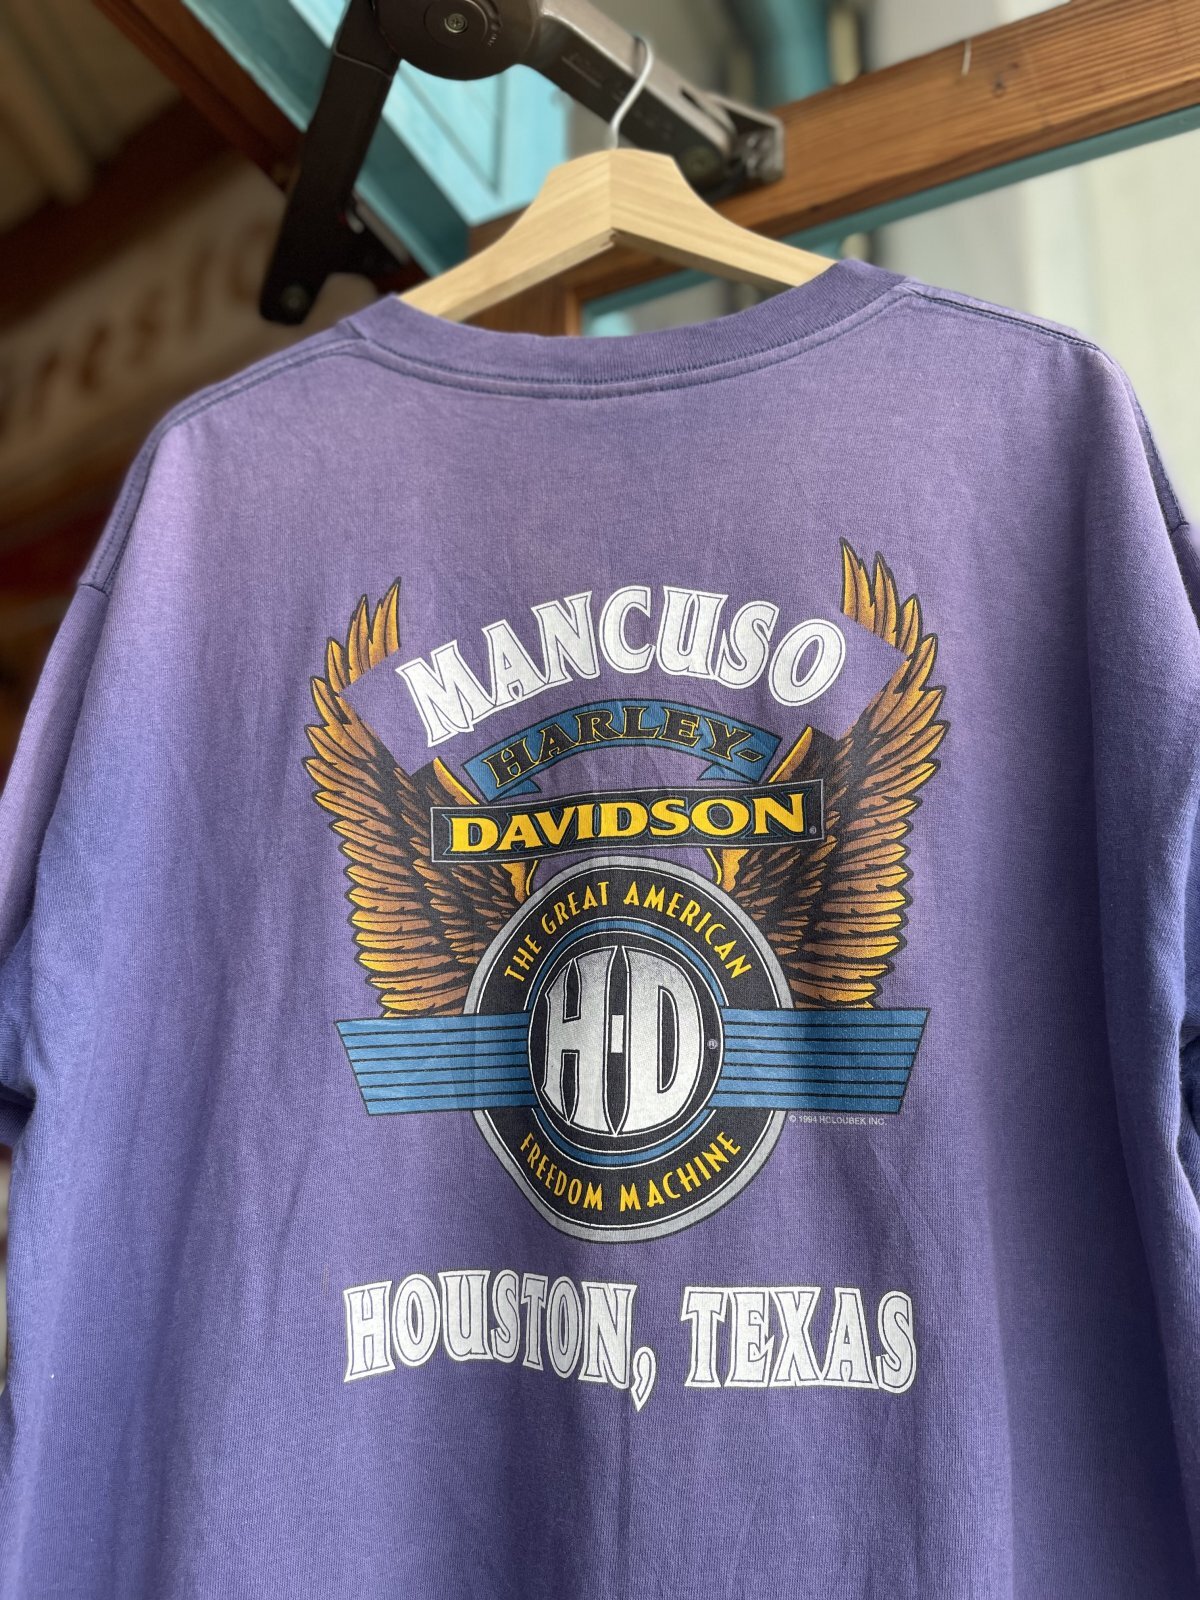 MANCUSO
HARLEY-
DAVIDSON®
THE GREAT AMERICAN
H-D®
© 1994 HOLOUBEK INC.
FREEDOM MACHINE
HOUSTON, TEXAS